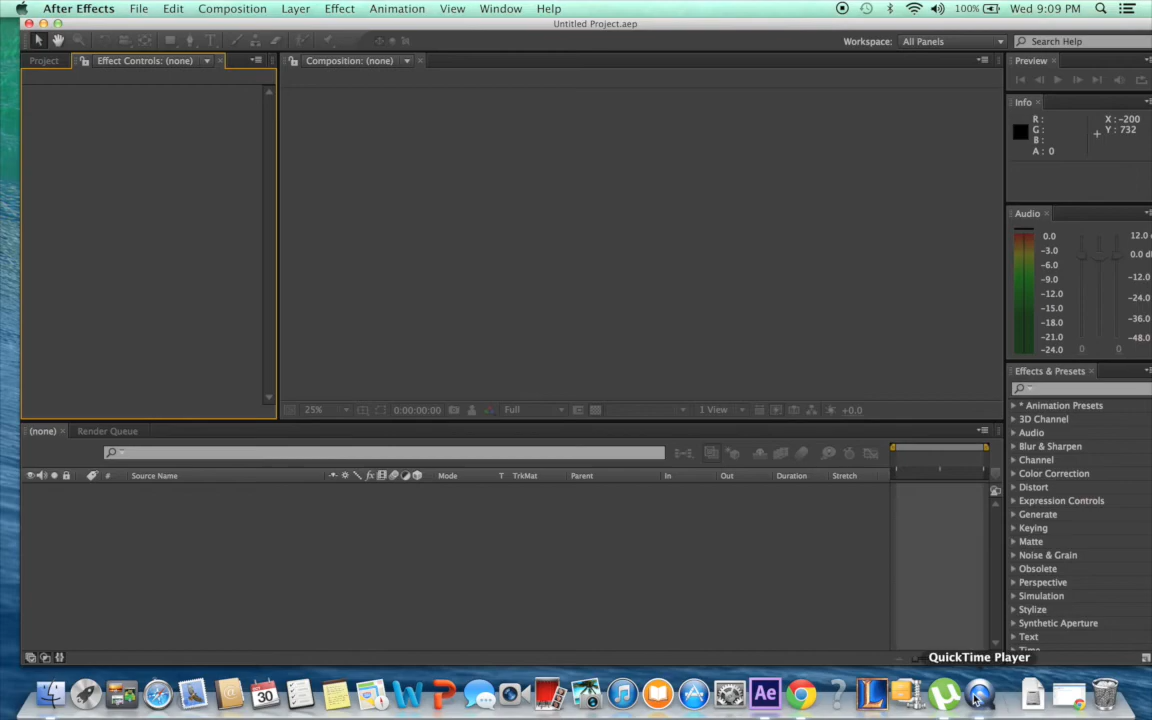 After Effects File Edit Composition Layer Effect Animation View Window Help 100% Wed 9:09 PM
Untitled Project.aep
Workspace: All Panels Search Help
Project Effect Controls: (none) Composition: (none) Preview
Info
R: X: -200
G: Y: 732
B:
A: 0
Audio
0.0 12.0
-3.0 0.0 d
-6.0
-9.0 -12.0
-12.0 -24.0
-15.0
-18.0 -36.0
-21.0 -48.0
-24.0 0 0
Effects & Presets
* Animation Presets
3D Channel
Audio
Blur & Sharpen
Channel
Color Correction
Distort
Expression Controls
Generate
Keying
Matte
Noise & Grain
Obsolete
Perspective
Simulation
Stylize
Synthetic Aperture
Text
Time
25% 0:00:00:00 Full 1 View +0.0
(none) Render Queue
# Source Name fx Mode T TrkMat Parent In Out Duration Stretch
QuickTime Player
30 W P Ae ? L